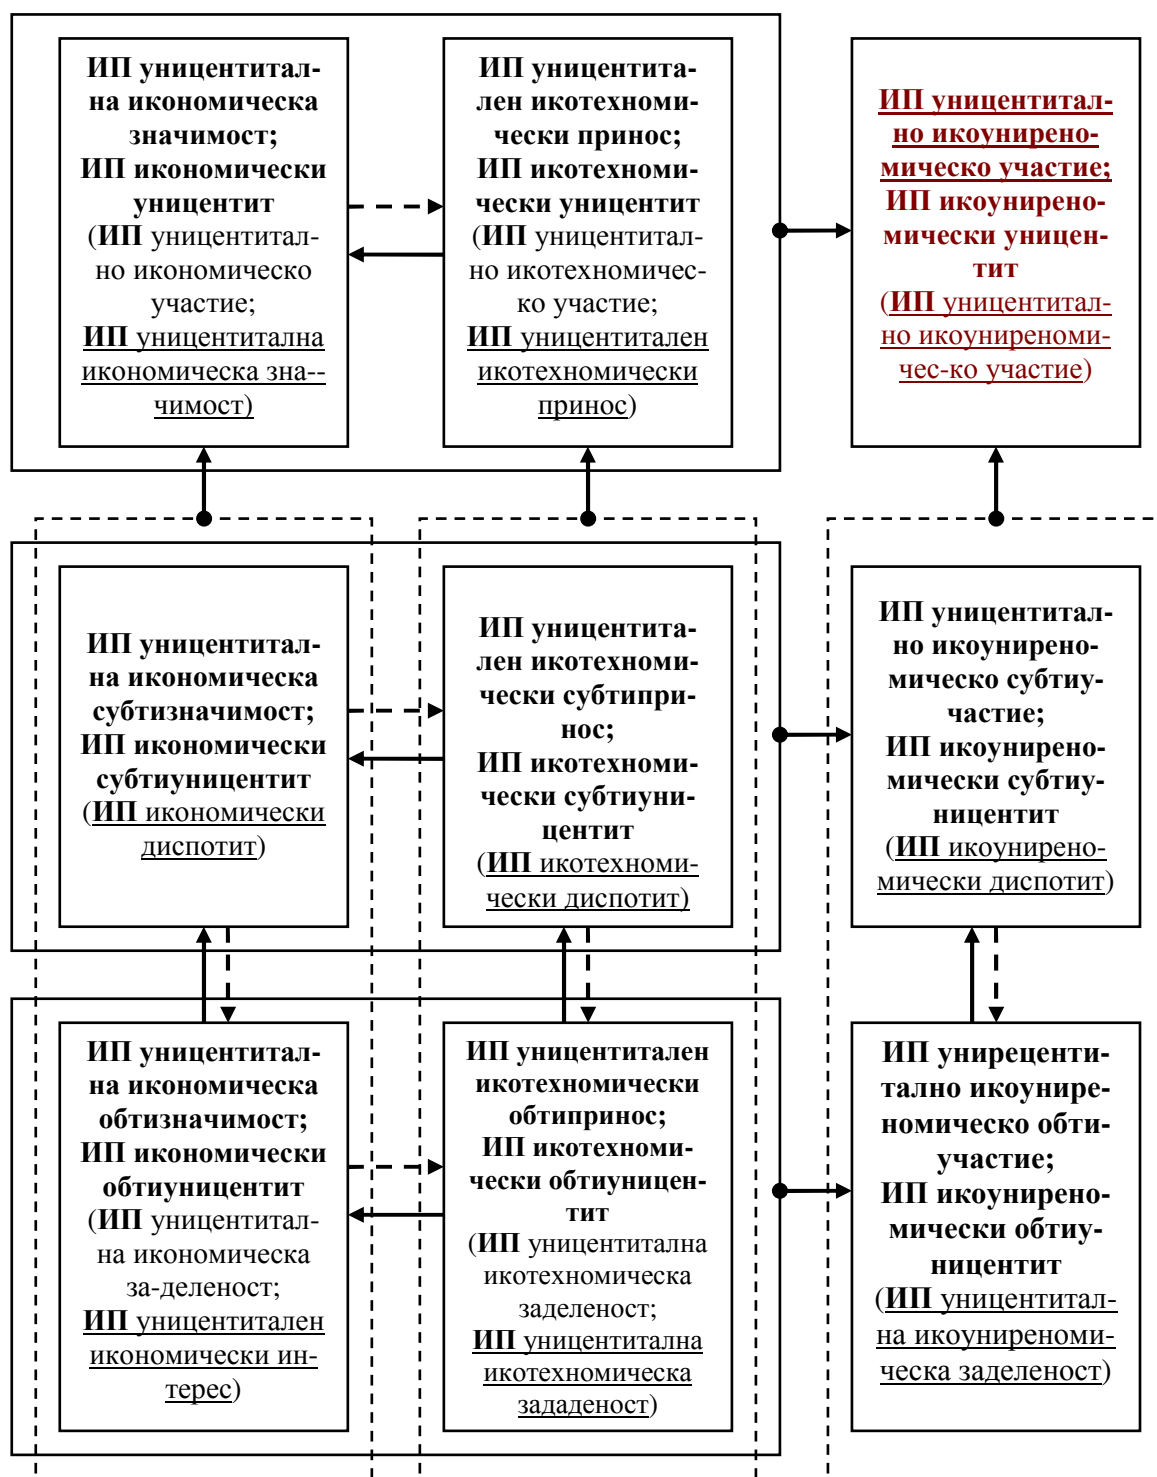 ИП уницентитал-
на икономическа
значимост;
ИП икономически
уницентит
(ИП уницентитал-
но икономическо
участие;
ИП уницентитална
икономическа зна--
чимост)
ИП уницентита-
лен икотехноми-
чески принос;
ИП икотехноми-
чески уницентит
(ИП уницентитал-
но икотехномичес-
ко участие;
ИП уницентитален
икотехномически
принос)
ИП уницентитал-
но икоунирено-
мическо участие;
ИП икоунирено-
мически уницен-
тит
(ИП уницентитал-
но икоуниреноми-
чес-ко участие)
ИП уницентитал-
на икономическа
субтизначимост;
ИП икономически
субтиуницентит
(ИП икономически
диспотит)
ИП уницентита-
лен икотехноми-
чески субтипри-
нос;
ИП икотехноми-
чески субтиуни-
центит
(ИП икотехноми-
чески диспотит)
ИП уницентитал-
но икоунирено-
мическо субтиу-
частие;
ИП икоунирено-
мически субтиу-
ницентит
(ИП икоунирено-
мически диспотит)
ИП уницентитал-
на икономическа
обтизначимост;
ИП икономически
обтиуницентит
(ИП уницентитал-
на икономическа
за-деленост;
ИП уницентитален
икономически ин-
терес)
ИП уницентитален
икотехномически
обтипринос;
ИП икотехноми-
чески обтиуницен-
тит
(ИП уницентитална
икотехномическа
заделеност;
ИП уницентитална
икотехномическа
зададеност)
ИП униреценти-
тално икоунире-
номическо обти-
участие;
ИП икоунирено-
мически обтиу-
ницентит
(ИП уницентитал-
на икоуниреноми-
ческа заделеност)